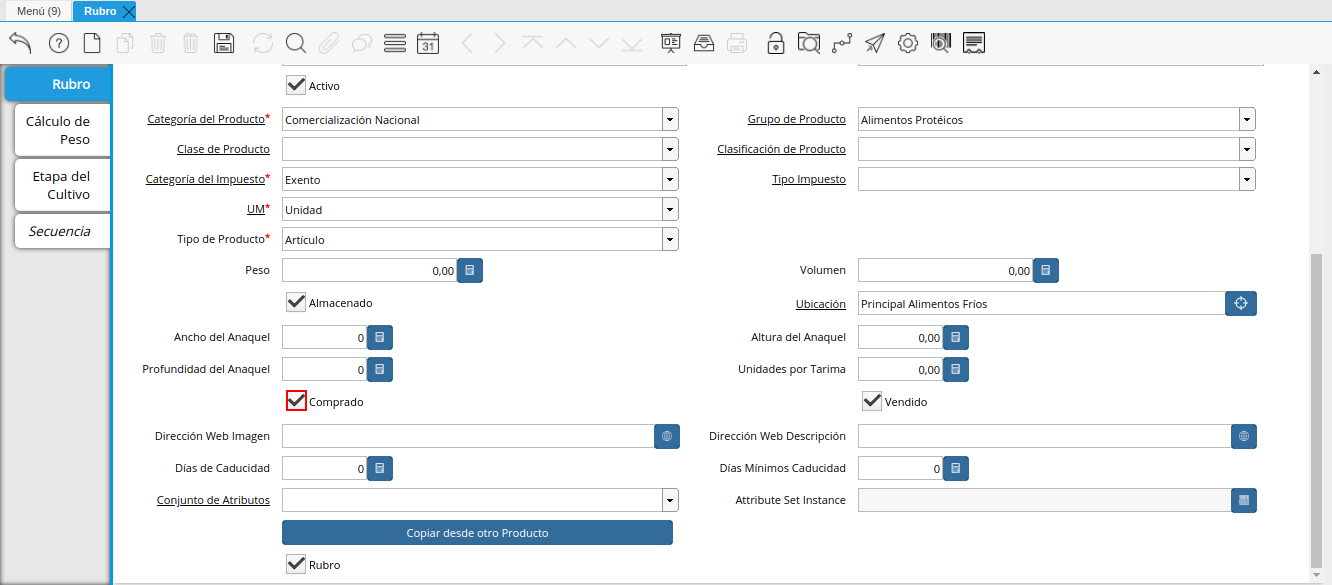 Menú (9) Rubro
31
Rubro
Cálculo de
Peso
Etapa del
Cultivo
Secuencia
Activo
Categoría del Producto* Comercialización Nacional Grupo de Producto Alimentos Protéicos
Clase de Producto Clasificación de Producto
Categoría del Impuesto* Exento Tipo Impuesto
UM* Unidad
Tipo de Producto* Artículo
Peso 0,00 Volumen 0,00
Almacenado Ubicación Principal Alimentos Fríos
Ancho del Anaquel 0 Altura del Anaquel 0,00
Profundidad del Anaquel 0 Unidades por Tarima 0,00
Comprado Vendido
Dirección Web Imagen Dirección Web Descripción
Días de Caducidad 0 Días Mínimos Caducidad 0
Conjunto de Atributos Attribute Set Instance
Copiar desde otro Producto
Rubro